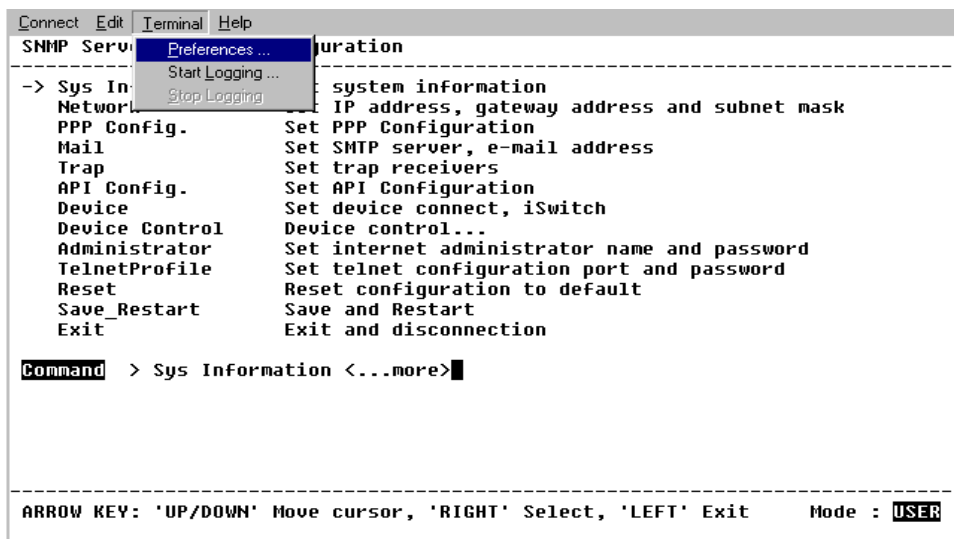 Connect Edit Terminal Help
SNMP Serv uration
Preferences ...
Start Logging ...
Stop Logging
-> Sys In t system information
Network Set IP address, gateway address and subnet mask
PPP Config. Set PPP Configuration
Mail Set SMTP server, e-mail address
Trap Set trap receivers
API Config. Set API Configuration
Device Set device connect, iSwitch
Device Control Device control...
Administrator Set internet administrator name and password
TelnetProfile Set telnet configuration port and password
Reset Reset configuration to default
Save_Restart Save and Restart
Exit Exit and disconnection
Command > Sys Information <...more>
ARROW KEY: 'UP/DOWN' Move cursor, 'RIGHT' Select, 'LEFT' Exit Mode : USER